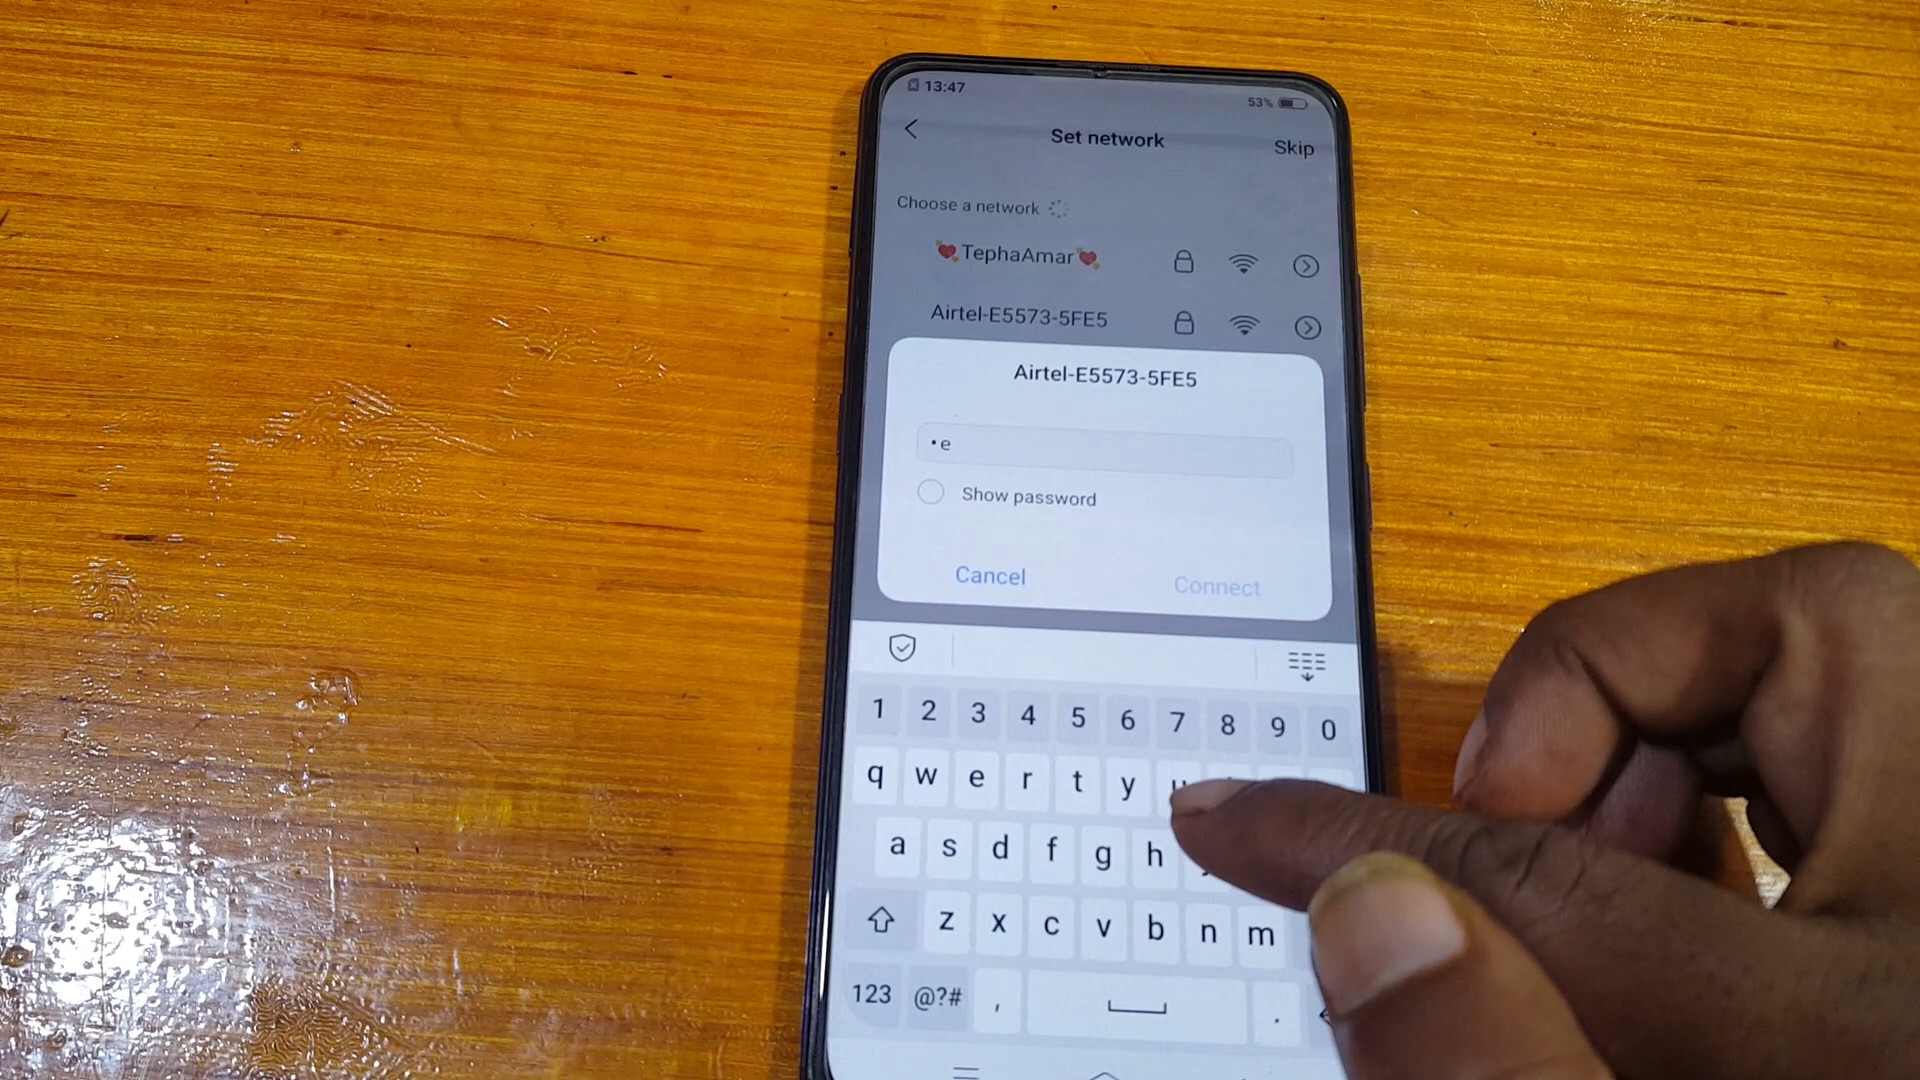 13:47
53%
Set network
Skip
Choose a network
💘TephaAmar💘
Airtel-E5573-5FE5
Airtel-E5573-5FE5
•e
Show password
Cancel
Connect
1 2 3 4 5 6 7 8 9 0
q w e r t y u
a s d f g h
z x c v b n m
123 @?# , .